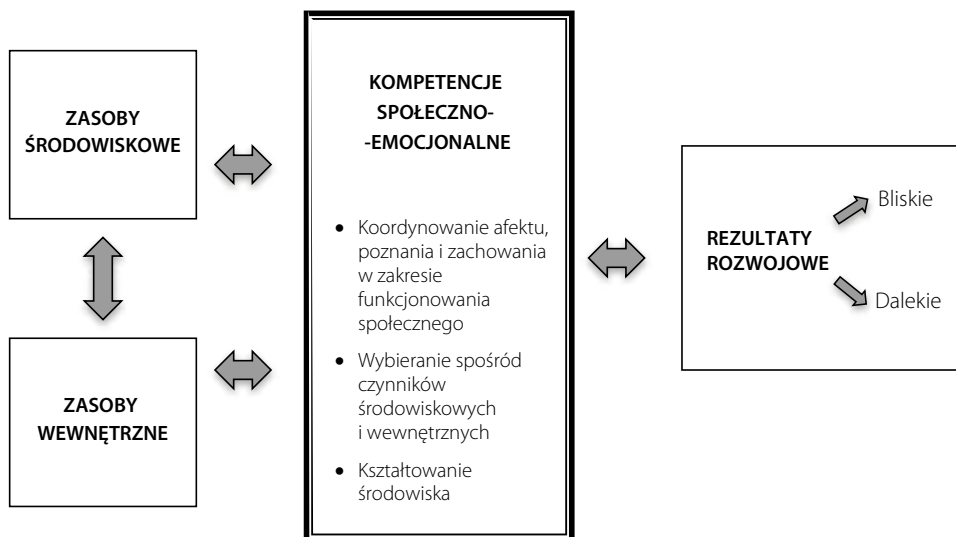 ZASOBY
ŚRODOWISKOWE
ZASOBY
WEWNĘTRZNE
KOMPETENCJE
SPOŁECZNO-
-EMOCJONALNE
• Koordynowanie afektu,
poznania i zachowania
w zakresie
funkcjonowania
społecznego
• Wybieranie spośród
czynników
środowiskowych
i wewnętrznych
• Kształtowanie
środowiska
REZULTATY
ROZWOJOWE
Bliskie
Dalekie